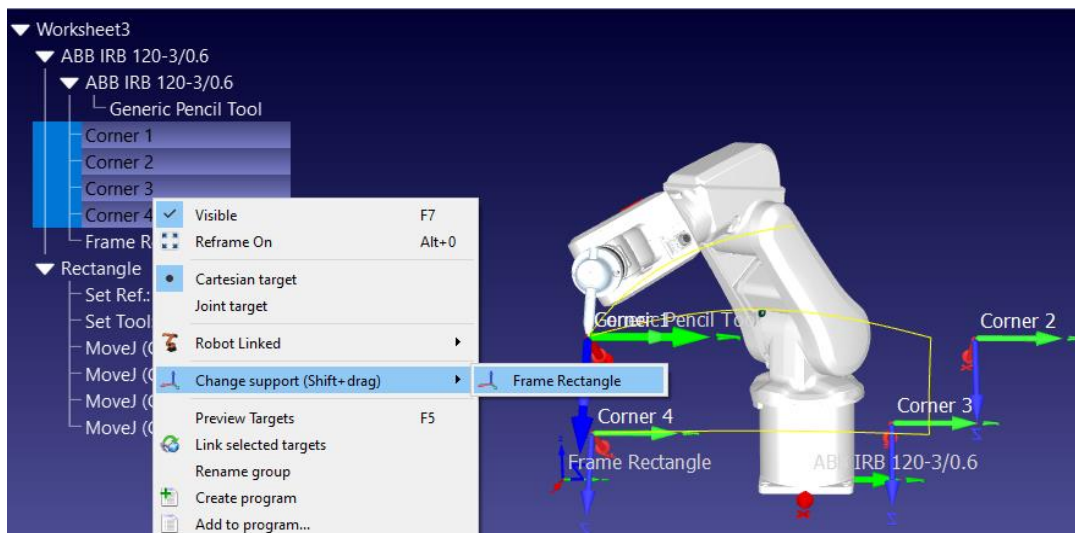 Worksheet3
ABB IRB 120-3/0.6
ABB IRB 120-3/0.6
Generic Pencil Tool
Corner 1
Corner 2
Corner 3
Corner 4
Frame R
Rectangle
Set Ref.:
Set Tool
MoveJ (C
MoveJ (C
MoveJ (C
MoveJ (C
Visible F7
Reframe On Alt+0
Cartesian target
Joint target
Robot Linked
Change support (Shift+drag)
Frame Rectangle
Preview Targets F5
Link selected targets
Rename group
Create program
Add to program...
Pencil Tool
Corner 2
Corner 3
Corner 4
Frame Rectangle
ABB IRB 120-3/0.6